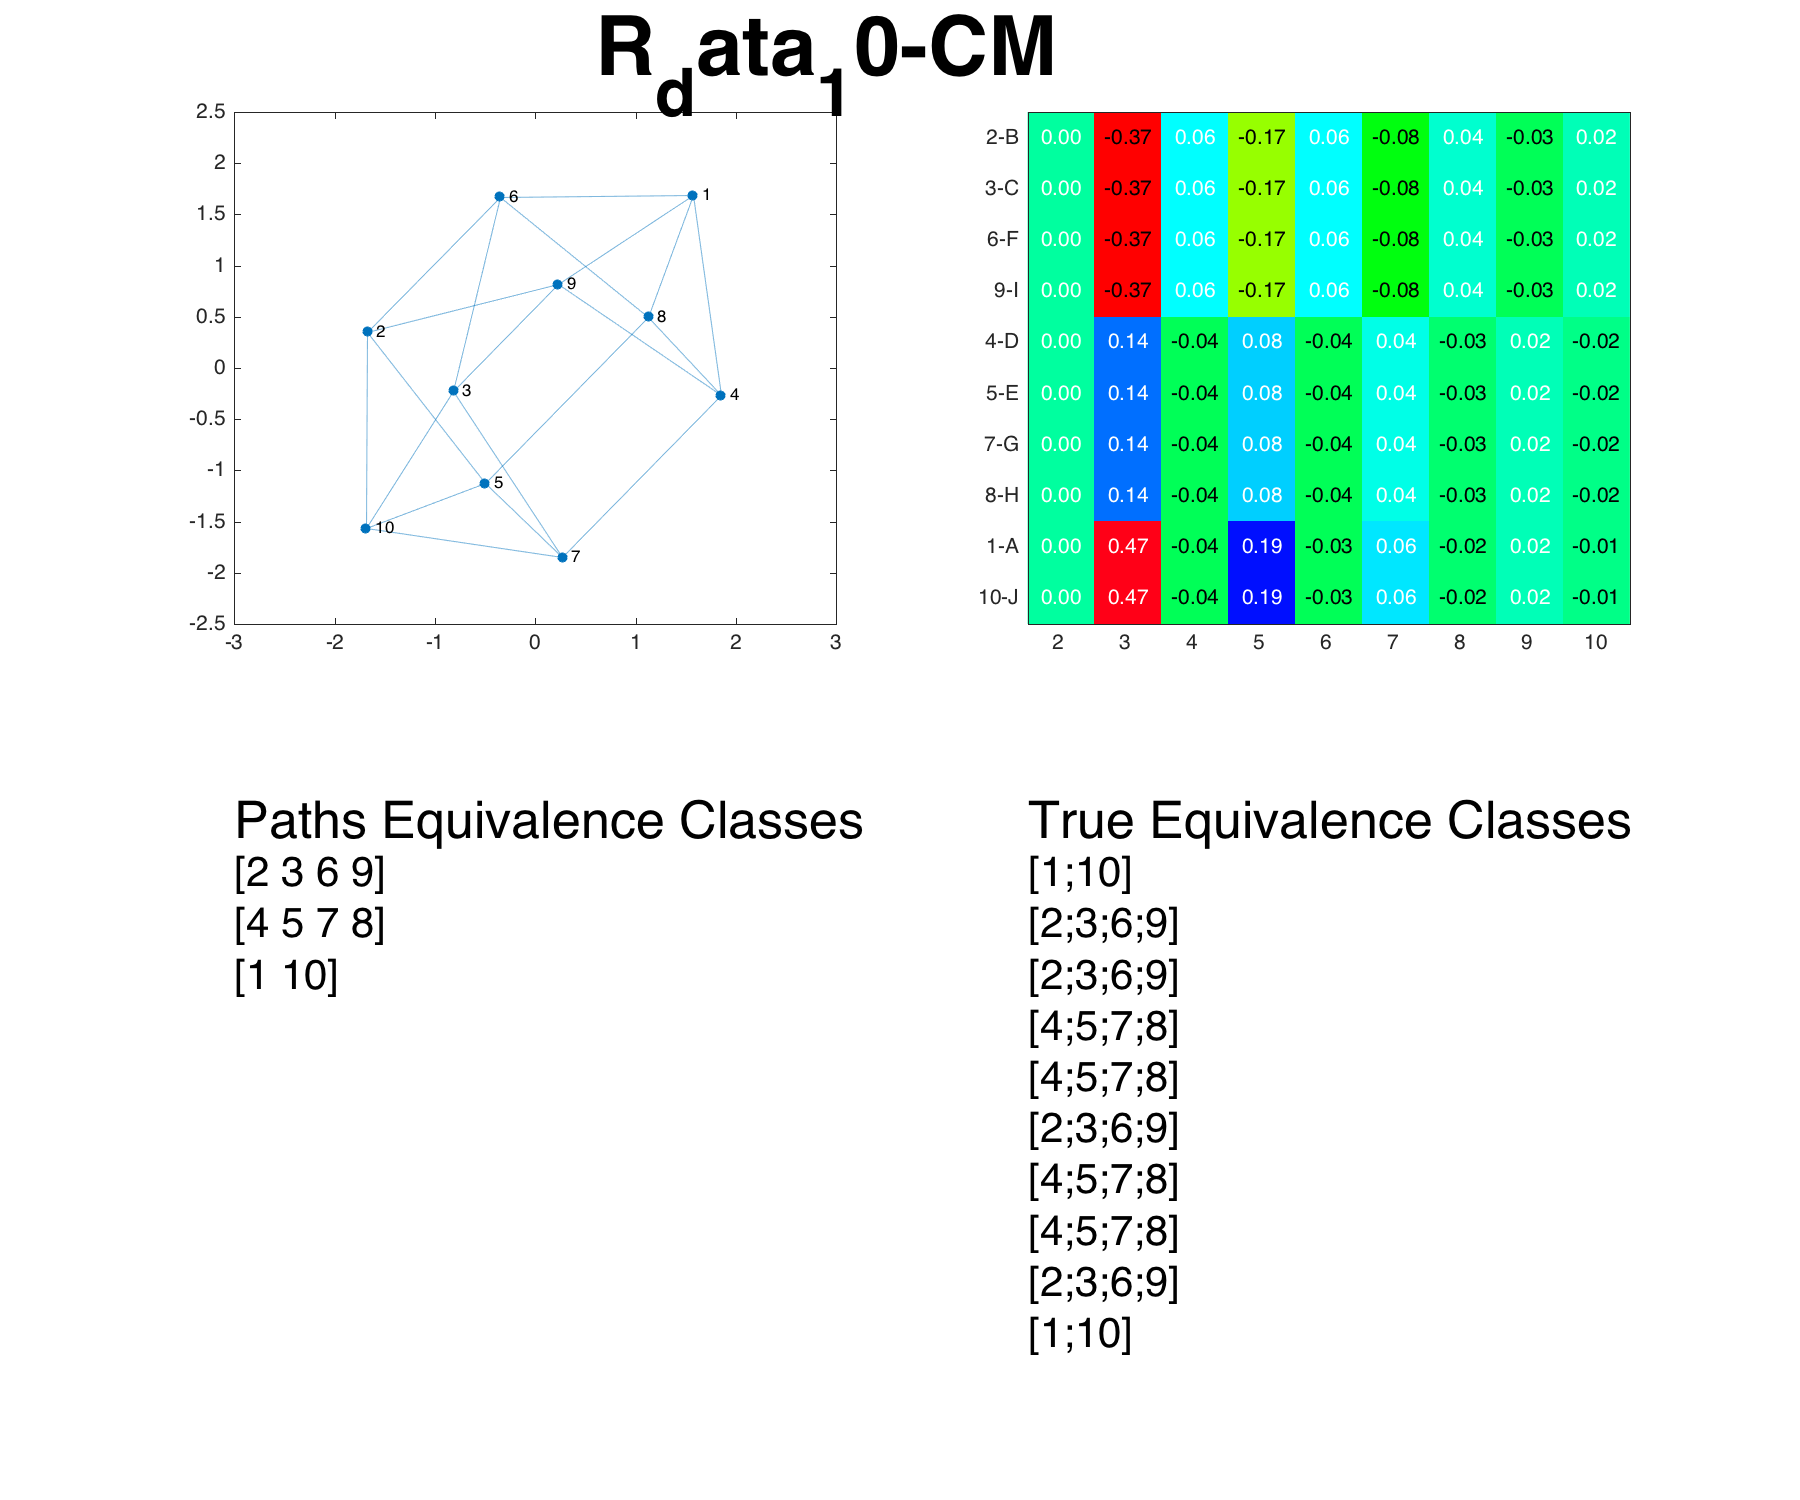 Rdata10-CM
2.5
2
1.5
1
0.5
0
-0.5
-1
-1.5
-2
-2.5
-3 -2 -1 0 1 2 3
6
1
9
8
2
3
4
5
10
7
2-B 0.00 -0.37 0.06 -0.17 0.06 -0.08 0.04 -0.03 0.02
3-C 0.00 -0.37 0.06 -0.17 0.06 -0.08 0.04 -0.03 0.02
6-F 0.00 -0.37 0.06 -0.17 0.06 -0.08 0.04 -0.03 0.02
9-I 0.00 -0.37 0.06 -0.17 0.06 -0.08 0.04 -0.03 0.02
4-D 0.00 0.14 -0.04 0.08 -0.04 0.04 -0.03 0.02 -0.02
5-E 0.00 0.14 -0.04 0.08 -0.04 0.04 -0.03 0.02 -0.02
7-G 0.00 0.14 -0.04 0.08 -0.04 0.04 -0.03 0.02 -0.02
8-H 0.00 0.14 -0.04 0.08 -0.04 0.04 -0.03 0.02 -0.02
1-A 0.00 0.47 -0.04 0.19 -0.03 0.06 -0.02 0.02 -0.01
10-J 0.00 0.47 -0.04 0.19 -0.03 0.06 -0.02 0.02 -0.01
2 3 4 5 6 7 8 9 10
Paths Equivalence Classes
[2 3 6 9]
[4 5 7 8]
[1 10]
True Equivalence Classes
[1;10]
[2;3;6;9]
[2;3;6;9]
[4;5;7;8]
[4;5;7;8]
[2;3;6;9]
[4;5;7;8]
[4;5;7;8]
[2;3;6;9]
[1;10]